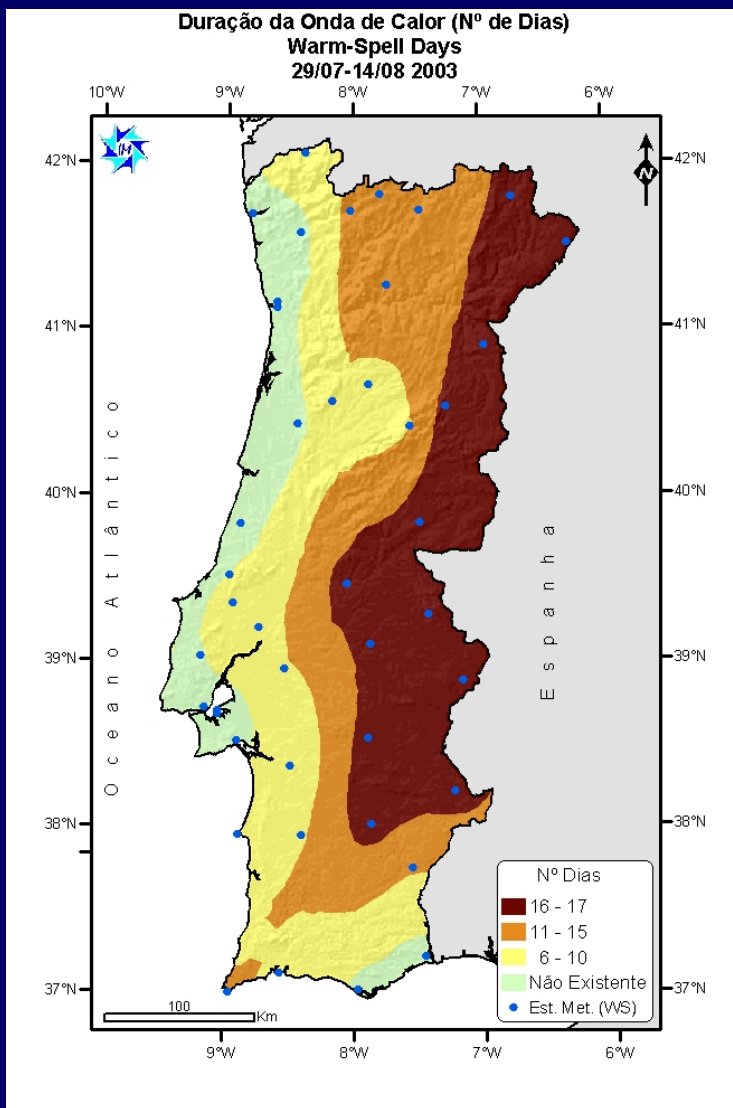 Duração da Onda de Calor (Nº de Dias)
Warm-Spell Days
29/07-14/08 2003
10°W 9°W 8°W 7°W 6°W
IM
N
42°N 42°N
41°N 41°N
40°N 40°N
39°N 39°N
38°N 38°N
37°N 37°N
Oceano Atlântico
Espanha
Nº Dias
16 - 17
11 - 15
6 - 10
Não Existente
Est. Met. (WS)
100
Km
9°W 8°W 7°W 6°W